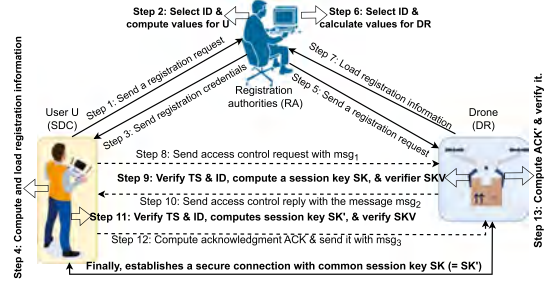 Step 2: Select ID &
compute values for U
Step 6: Select ID &
calculate values for DR
Step 1: Send a registration request
Step 3: Send registration credentials
Registration
authorities (RA)
Step 7: Load registration information
Step 5: Send a registration request
User U
(SDC)
Drone
(DR)
Step 4: Compute and load registration information
Step 8: Send access control request with msg1
Step 9: Verify TS & ID, compute a session key SK, & verifier SKV
Step 10: Send access control reply with the message msg2
Step 11: Verify TS & ID, computes session key SK', & verify SKV
Step 12: Compute acknowledgment ACK & send it with msg3
Step 13: Compute ACK' & verify it.
Finally, establishes a secure connection with common session key SK (= SK')